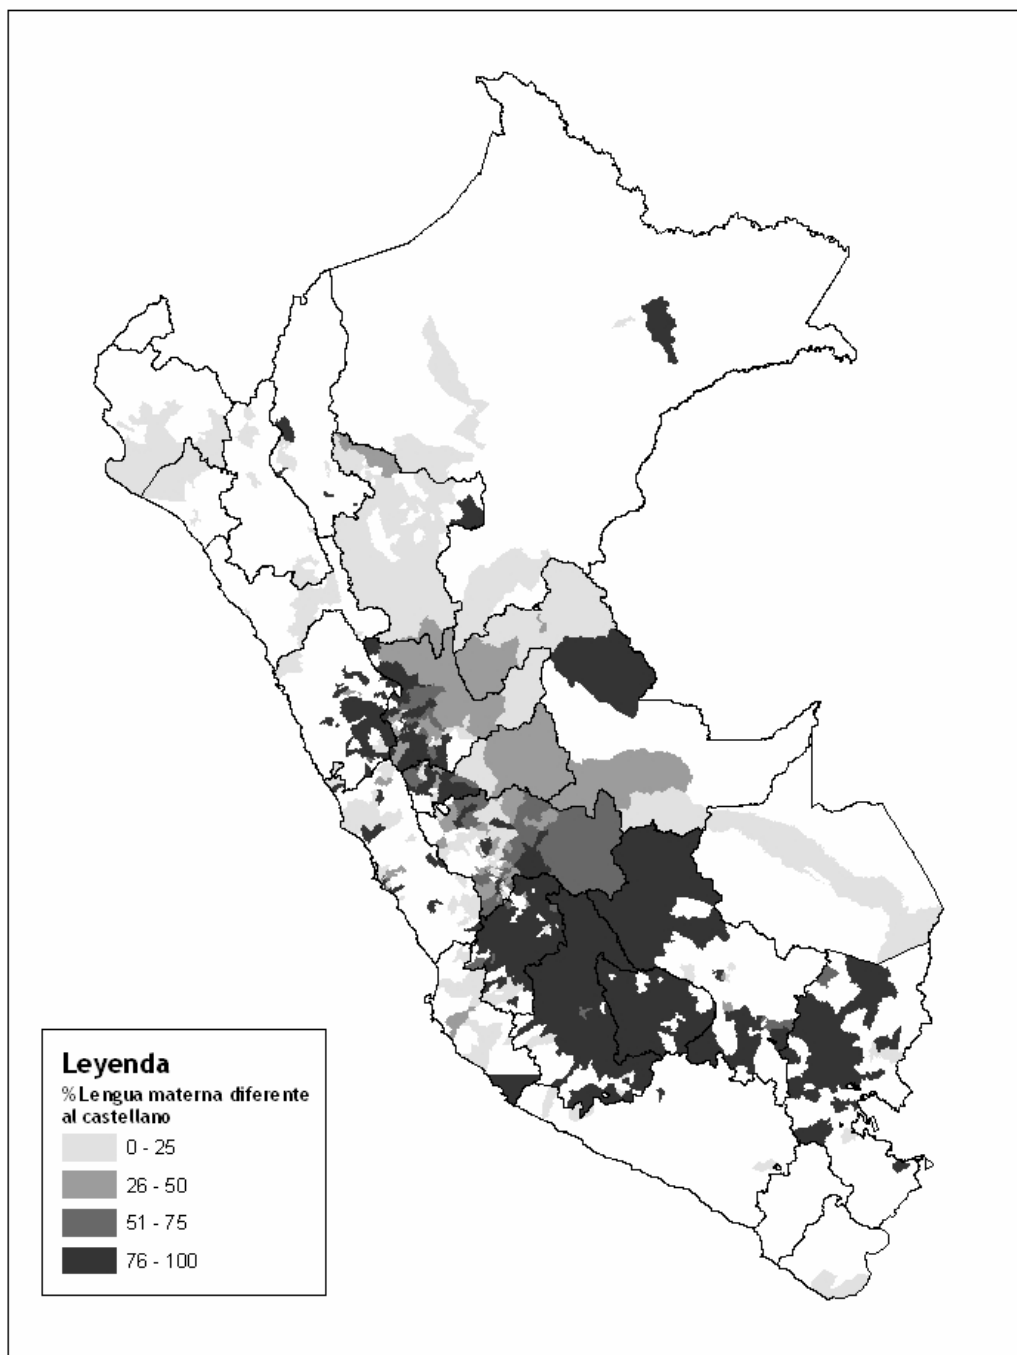 Leyenda
% Lengua materna diferente
al castellano
0 - 25
26 - 50
51 - 75
76 - 100